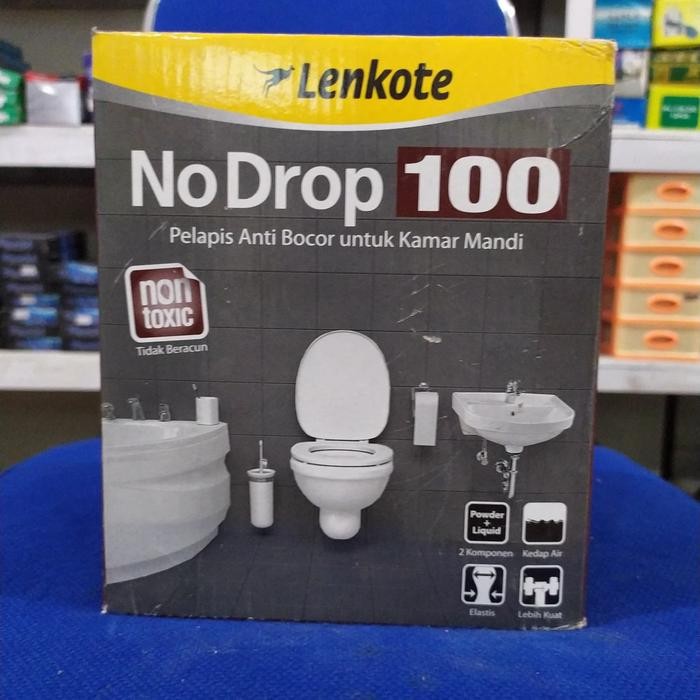 Lenkote
No Drop 100
Pelapis Anti Bocor untuk Kamar Mandi
non
toxic
Tidak Beracun
Powder
+
Liquid
2 Komponen
Kedap Air
Elastis
Lebih Kuat